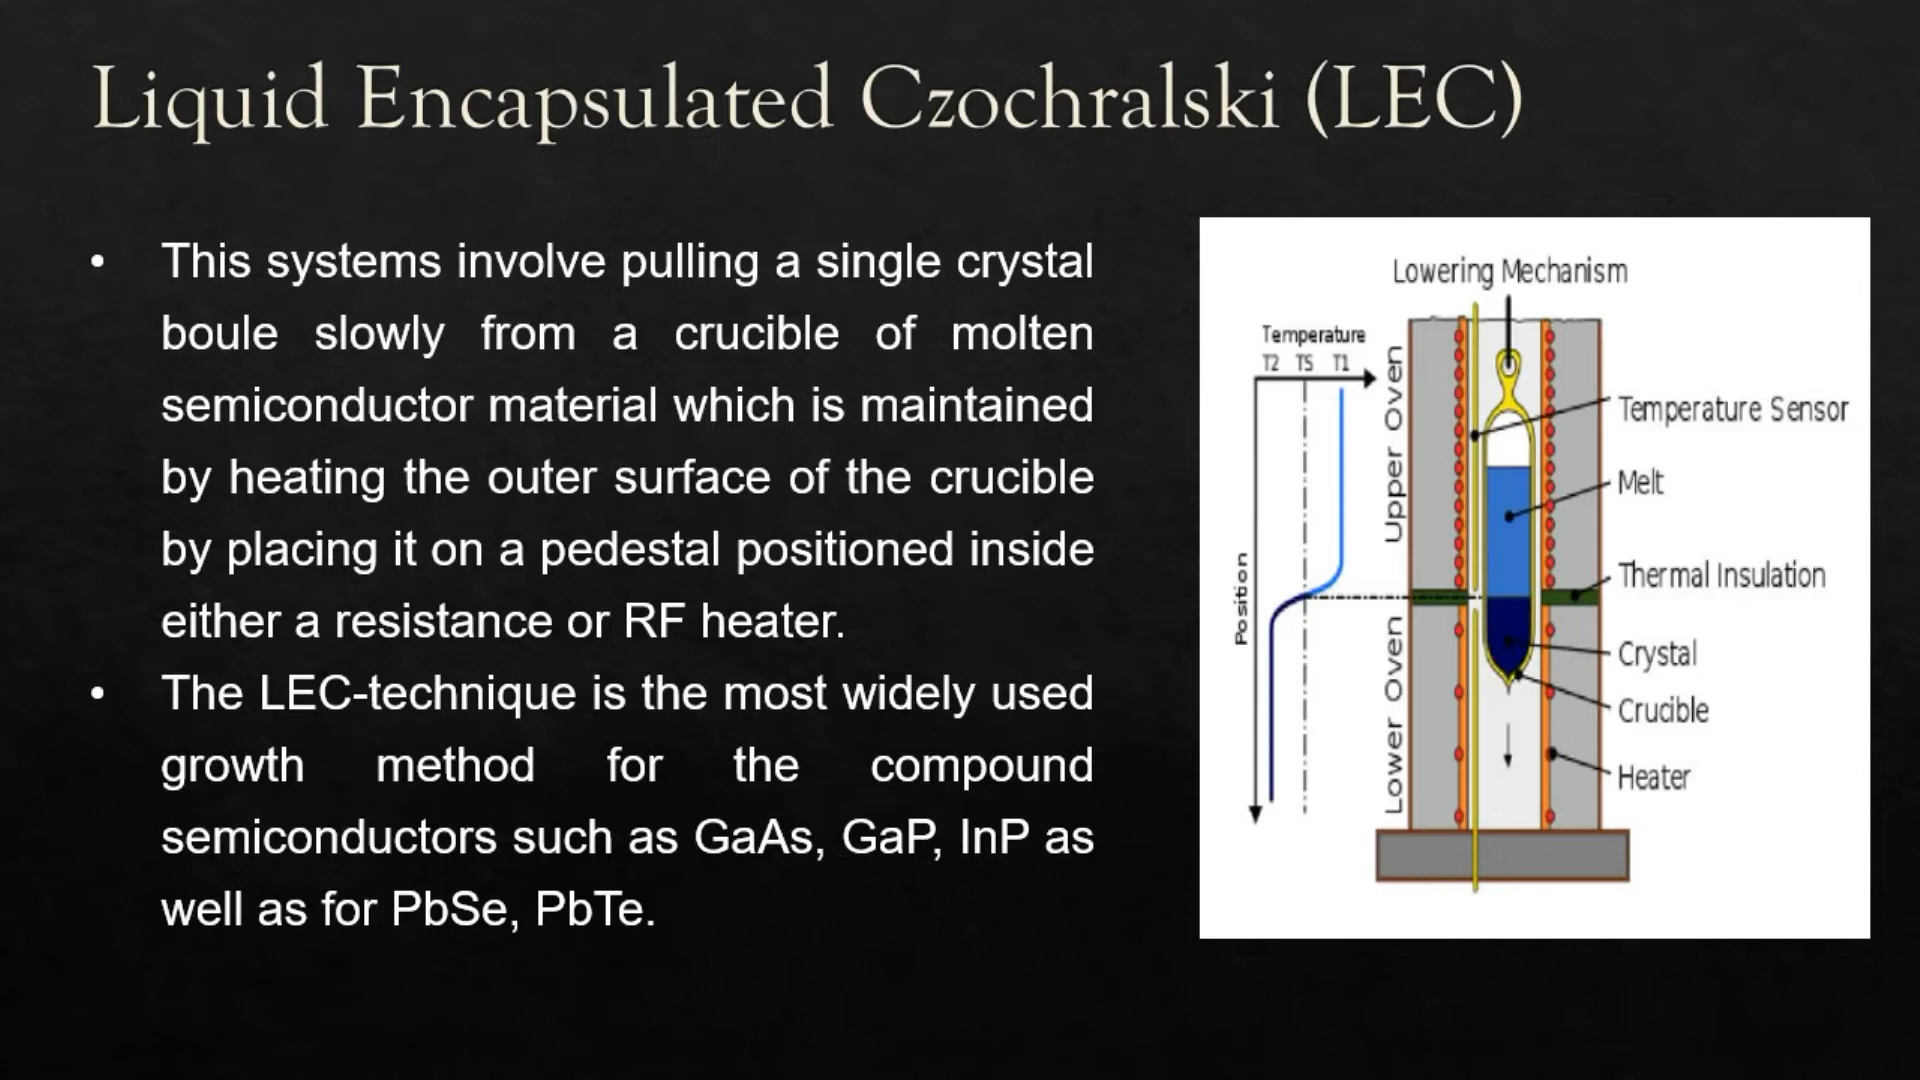 Liquid Encapsulated Czochralski (LEC)
• This systems involve pulling a single crystal
boule slowly from a crucible of molten
semiconductor material which is maintained
by heating the outer surface of the crucible
by placing it on a pedestal positioned inside
either a resistance or RF heater.
• The LEC-technique is the most widely used
growth method for the compound
semiconductors such as GaAs, GaP, InP as
well as for PbSe, PbTe.
Lowering Mechanism
Temperature
T2 TS T1
Upper Oven
Temperature Sensor
Melt
Position
Thermal Insulation
Lower Oven
Crystal
Crucible
Heater